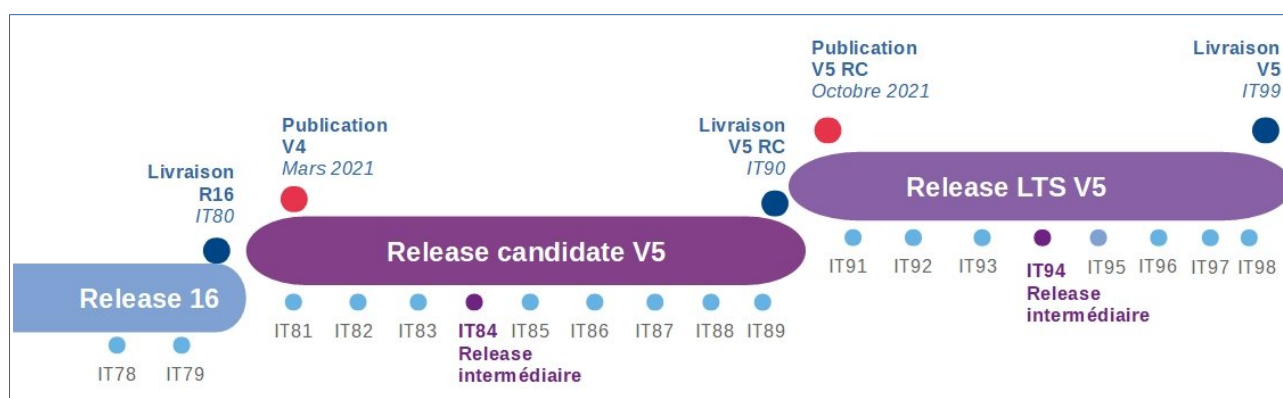 Livraison
R16
IT80
Release 16
IT78
IT79
Publication
V4
Mars 2021
Livraison
V5 RC
IT90
Release candidate V5
IT81
IT82
IT83
IT84
Release
intermédiaire
IT85
IT86
IT87
IT88
IT89
Publication
V5 RC
Octobre 2021
Livraison
V5
IT99
Release LTS V5
IT91
IT92
IT93
IT94
Release
intermédiaire
IT95
IT96
IT97
IT98